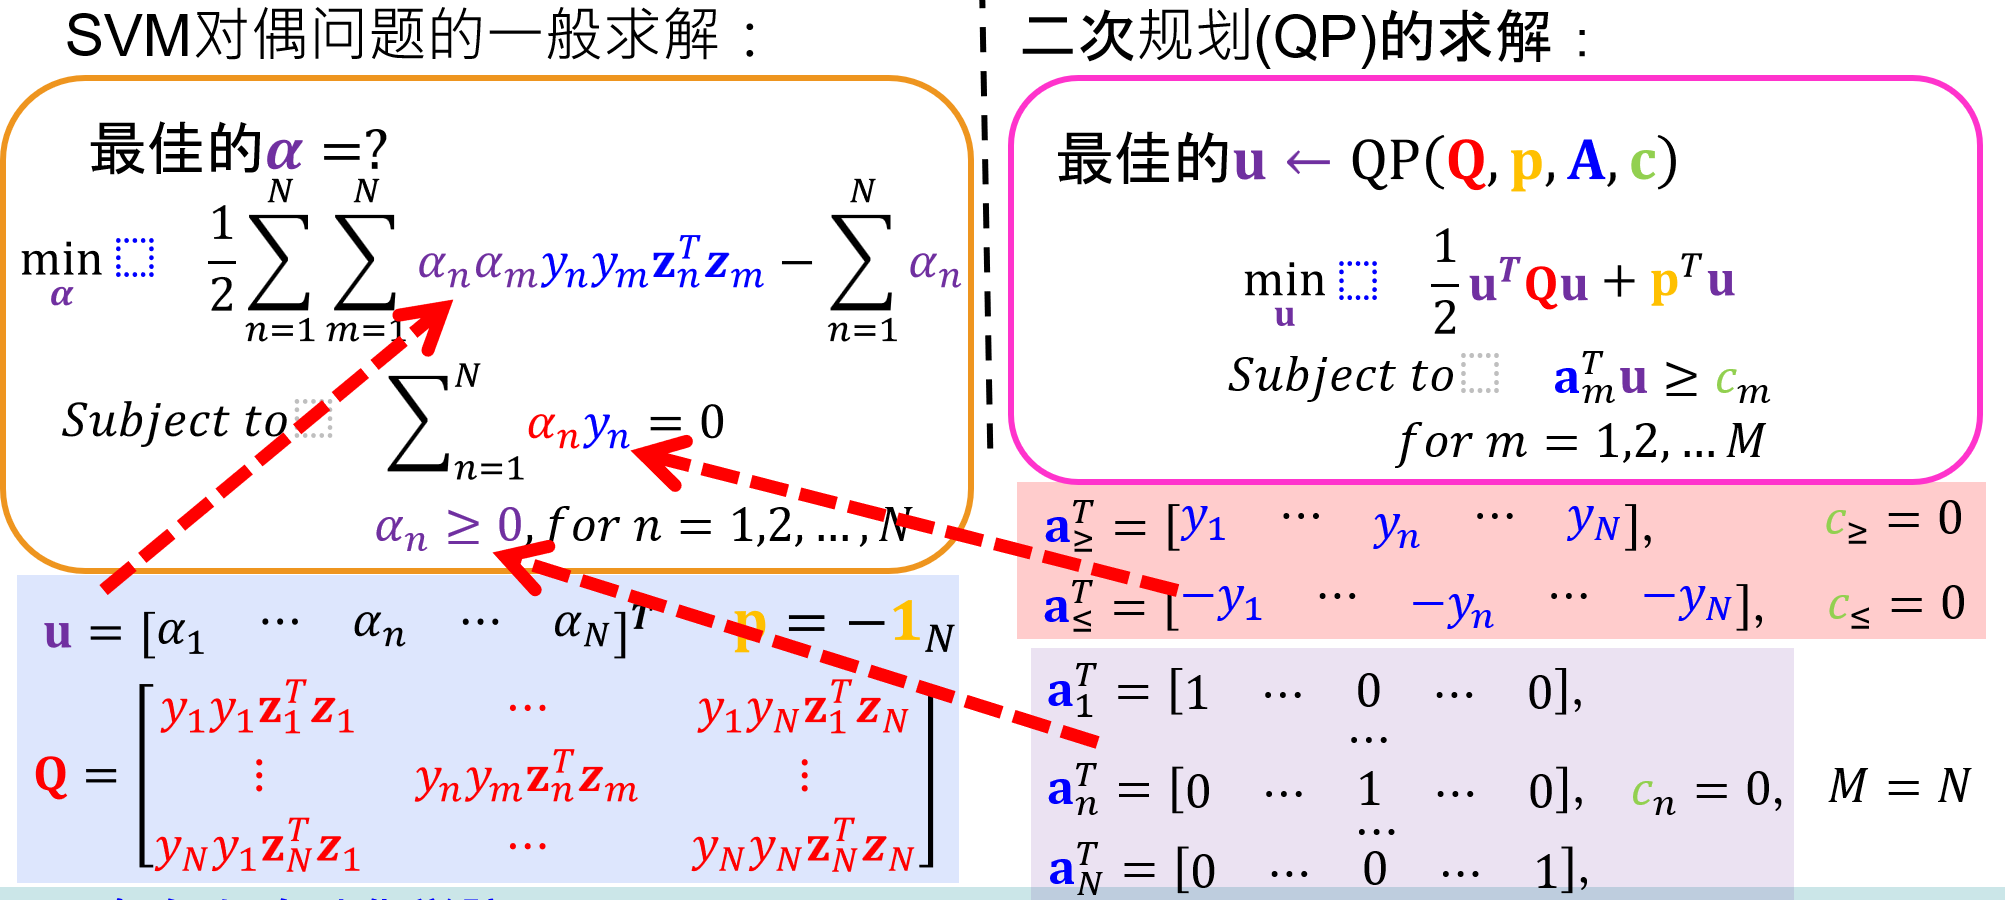 SVM对偶问题的一般求解：
最佳的α =?
min α ⬚ 1/2 ∑_{n=1}^{N} ∑_{m=1}^{N} α_n α_m y_n y_m z_n^T z_m − ∑_{n=1}^{N} α_n
Subject to⬚ ∑_{n=1}^{N} α_n y_n = 0
α_n ≥ 0, for n = 1,2, … , N
u = [α_1 ⋯ α_n ⋯ α_N]^T p = −1_N
Q = [y_1 y_1 z_1^T z_1 ⋯ y_1 y_N z_1^T z_N
⋮ y_n y_m z_n^T z_m ⋮
y_N y_1 z_N^T z_1 ⋯ y_N y_N z_N^T z_N]
二次规划(QP)的求解：
最佳的u ← QP(Q, p, A, c)
min u ⬚ 1/2 u^T Q u + p^T u
Subject to⬚ a_m^T u ≥ c_m
for m = 1,2, … M
a_≥^T = [y_1 ⋯ y_n ⋯ y_N], c_≥ = 0
a_≤^T = [−y_1 ⋯ −y_n ⋯ −y_N], c_≤ = 0
a_1^T = [1 ⋯ 0 ⋯ 0],
⋯
a_n^T = [0 ⋯ 1 ⋯ 0], c_n = 0, M = N
⋯
a_N^T = [0 ⋯ 0 ⋯ 1],